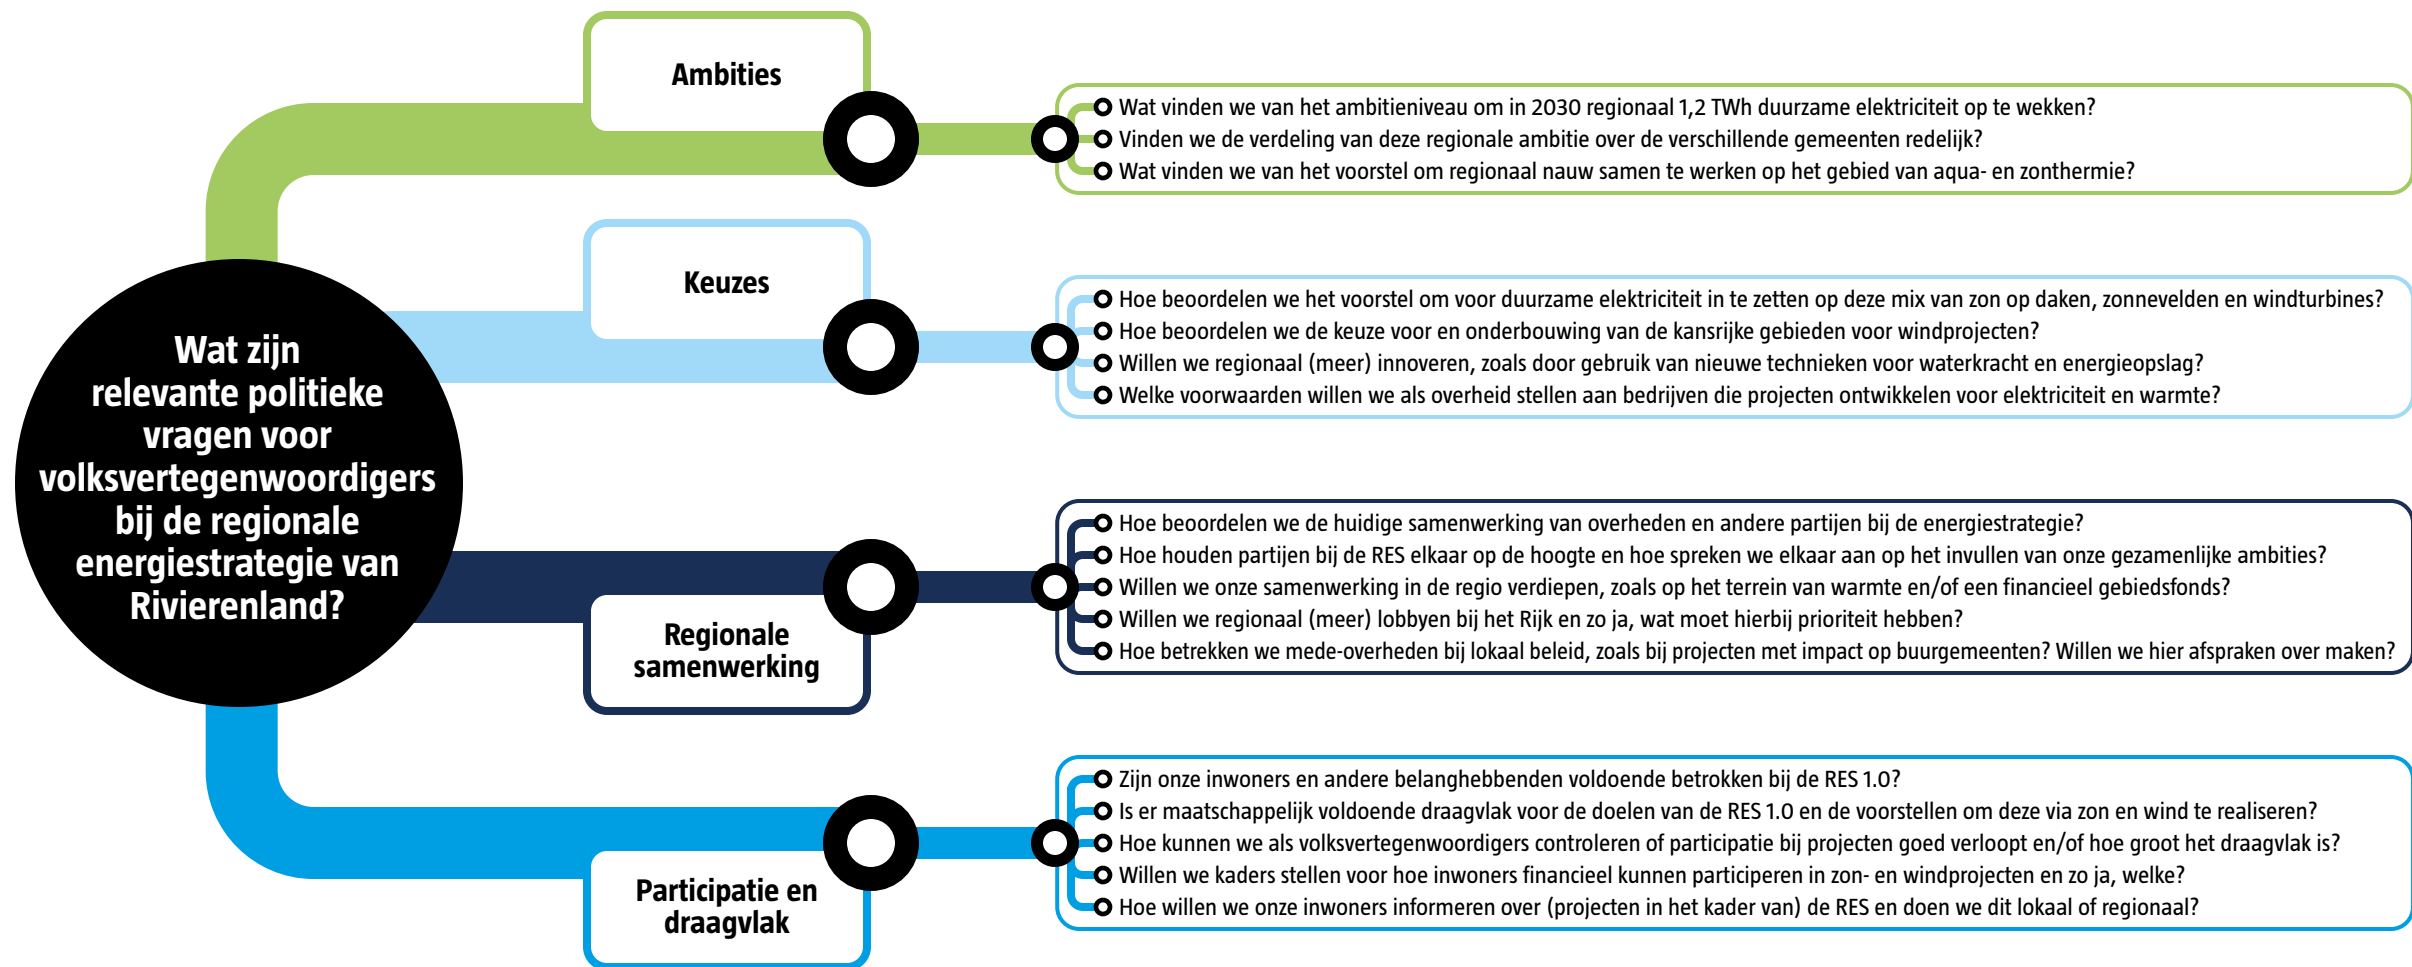 Wat zijn
relevante politieke
vragen voor
volksvertegenwoordigers
bij de regionale
energiestrategie van
Rivierenland?
Ambities
Wat vinden we van het ambitieniveau om in 2030 regionaal 1,2 TWh duurzame elektriciteit op te wekken?
Vinden we de verdeling van deze regionale ambitie over de verschillende gemeenten redelijk?
Wat vinden we van het voorstel om regionaal nauw samen te werken op het gebied van aqua- en zonthermie?
Keuzes
Hoe beoordelen we het voorstel om voor duurzame elektriciteit in te zetten op deze mix van zon op daken, zonnevelden en windturbines?
Hoe beoordelen we de keuze voor en onderbouwing van de kansrijke gebieden voor windprojecten?
Willen we regionaal (meer) innoveren, zoals door gebruik van nieuwe technieken voor waterkracht en energieopslag?
Welke voorwaarden willen we als overheid stellen aan bedrijven die projecten ontwikkelen voor elektriciteit en warmte?
Regionale
samenwerking
Hoe beoordelen we de huidige samenwerking van overheden en andere partijen bij de energiestrategie?
Hoe houden partijen bij de RES elkaar op de hoogte en hoe spreken we elkaar aan op het invullen van onze gezamenlijke ambities?
Willen we onze samenwerking in de regio verdiepen, zoals op het terrein van warmte en/of een financieel gebiedsfonds?
Willen we regionaal (meer) lobbyen bij het Rijk en zo ja, wat moet hierbij prioriteit hebben?
Hoe betrekken we mede-overheden bij lokaal beleid, zoals bij projecten met impact op buurgemeenten? Willen we hier afspraken over maken?
Participatie en
draagvlak
Zijn onze inwoners en andere belanghebbenden voldoende betrokken bij de RES 1.0?
Is er maatschappelijk voldoende draagvlak voor de doelen van de RES 1.0 en de voorstellen om deze via zon en wind te realiseren?
Hoe kunnen we als volksvertegenwoordigers controleren of participatie bij projecten goed verloopt en/of hoe groot het draagvlak is?
Willen we kaders stellen voor hoe inwoners financieel kunnen participeren in zon- en windprojecten en zo ja, welke?
Hoe willen we onze inwoners informeren over (projecten in het kader van) de RES en doen we dit lokaal of regionaal?